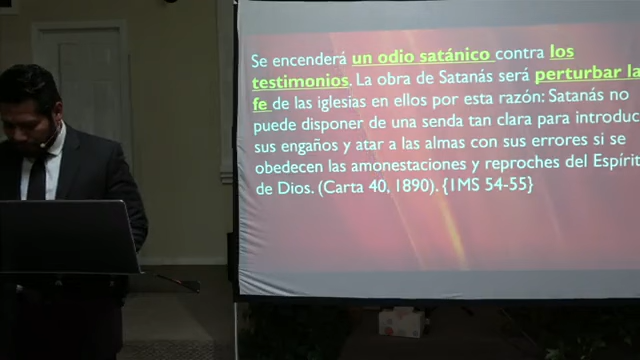 Se encenderá un odio satánico contra los
testimonios. La obra de Satanás será perturbar la
fe de las iglesias en ellos por esta razón: Satanás no
puede disponer de una senda tan clara para introduc
sus engaños y atar a las almas con sus errores si se
obedecen las amonestaciones y reproches del Espírit
de Dios. (Carta 40, 1890). {1MS 54-55}